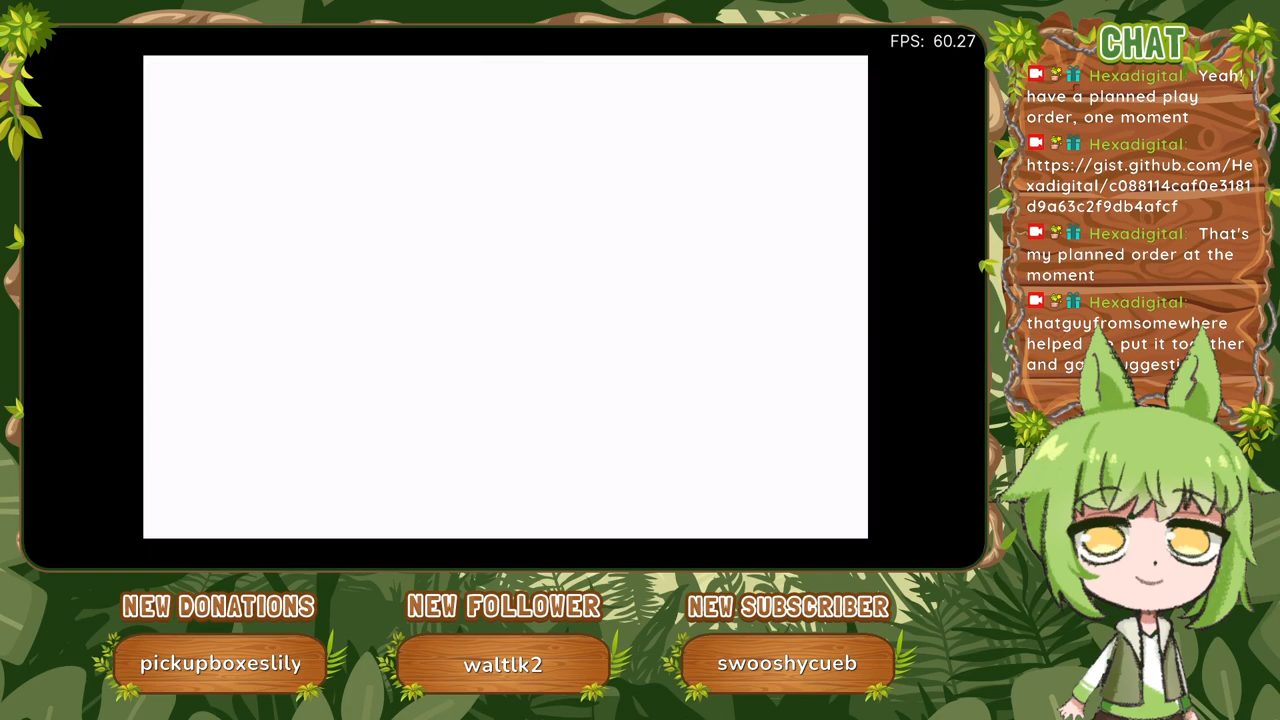 FPS: 60.27
CHAT
Hexadigital: Yeah! I
have a planned play
order, one moment
Hexadigital:
https://gist.github.com/He
xadigital/c088114caf0e3181
d9a63c2f9db4afcf
Hexadigital: That's
my planned order at the
moment
Hexadigital:
thatguyfromsomewhere
helped put it together
and
NEW DONATIONS
NEW FOLLOWER
NEW SUBSCRIBER
pickupboxeslily
waltlk2
swooshycueb